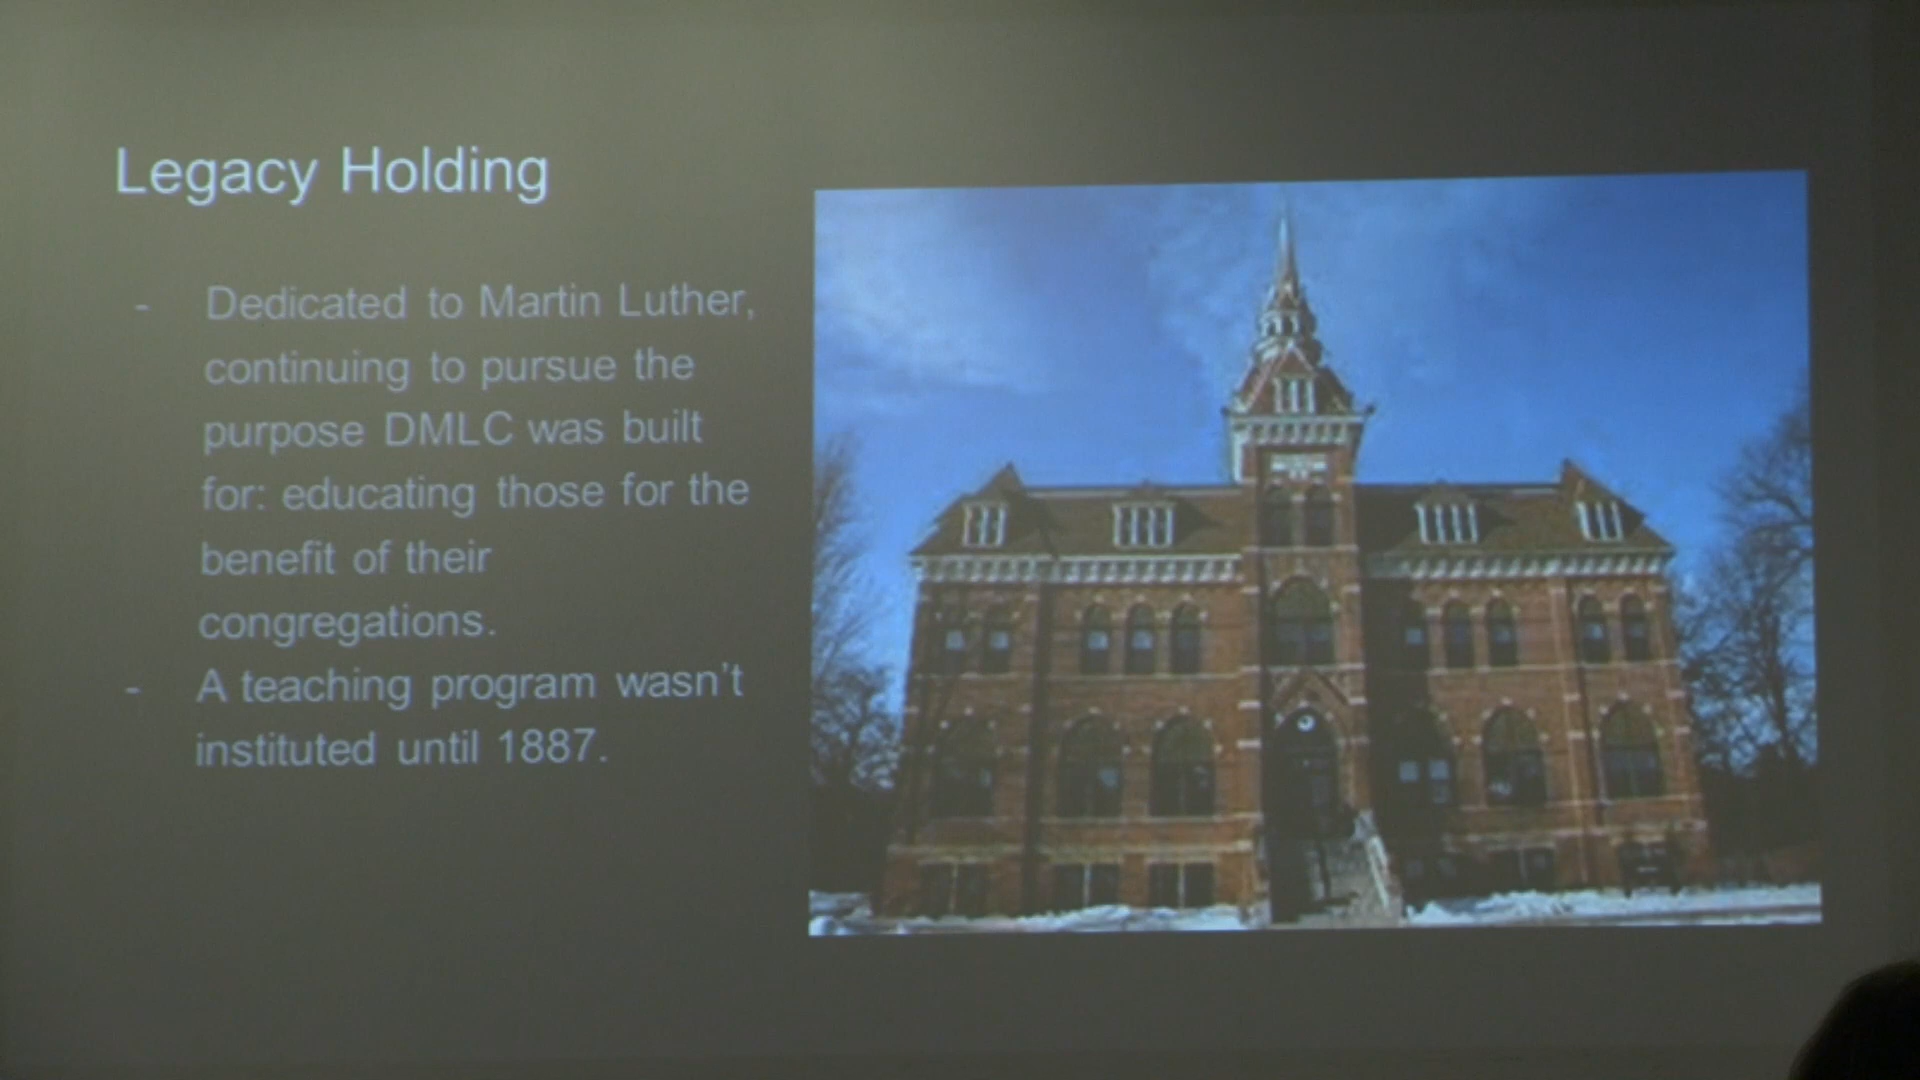 Legacy Holding
- Dedicated to Martin Luther,
continuing to pursue the
purpose DMLC was built
for: educating those for the
benefit of their
congregations.
- A teaching program wasn't
instituted until 1887.